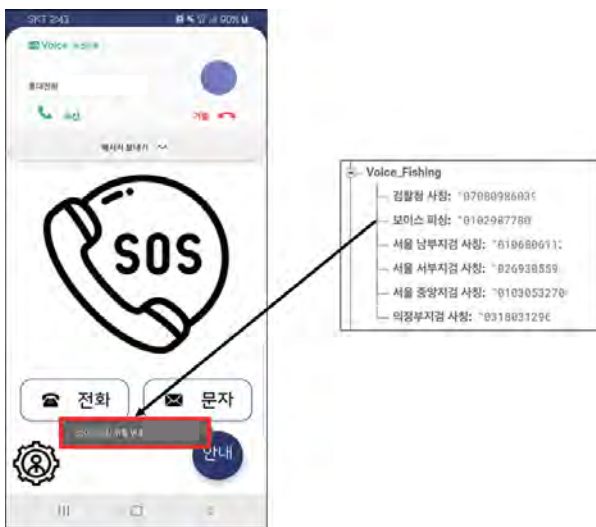 SKT 2:43
90%
Voice
휴대전화
수신
거절
메시지 보내기
SOS
전화
문자
안내
Voice_Fishing
검찰청 사칭: "0708098603
보이스 피싱: "0102987780
서울 남부지검 사칭: "010680611
서울 서부지검 사칭: "026938559
서울 중앙지검 사칭: "0103053270
의정부지검 사칭: "031803129